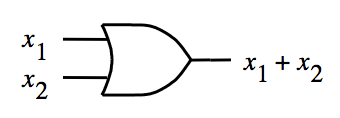 x₁
x₂
x₁ + x₂